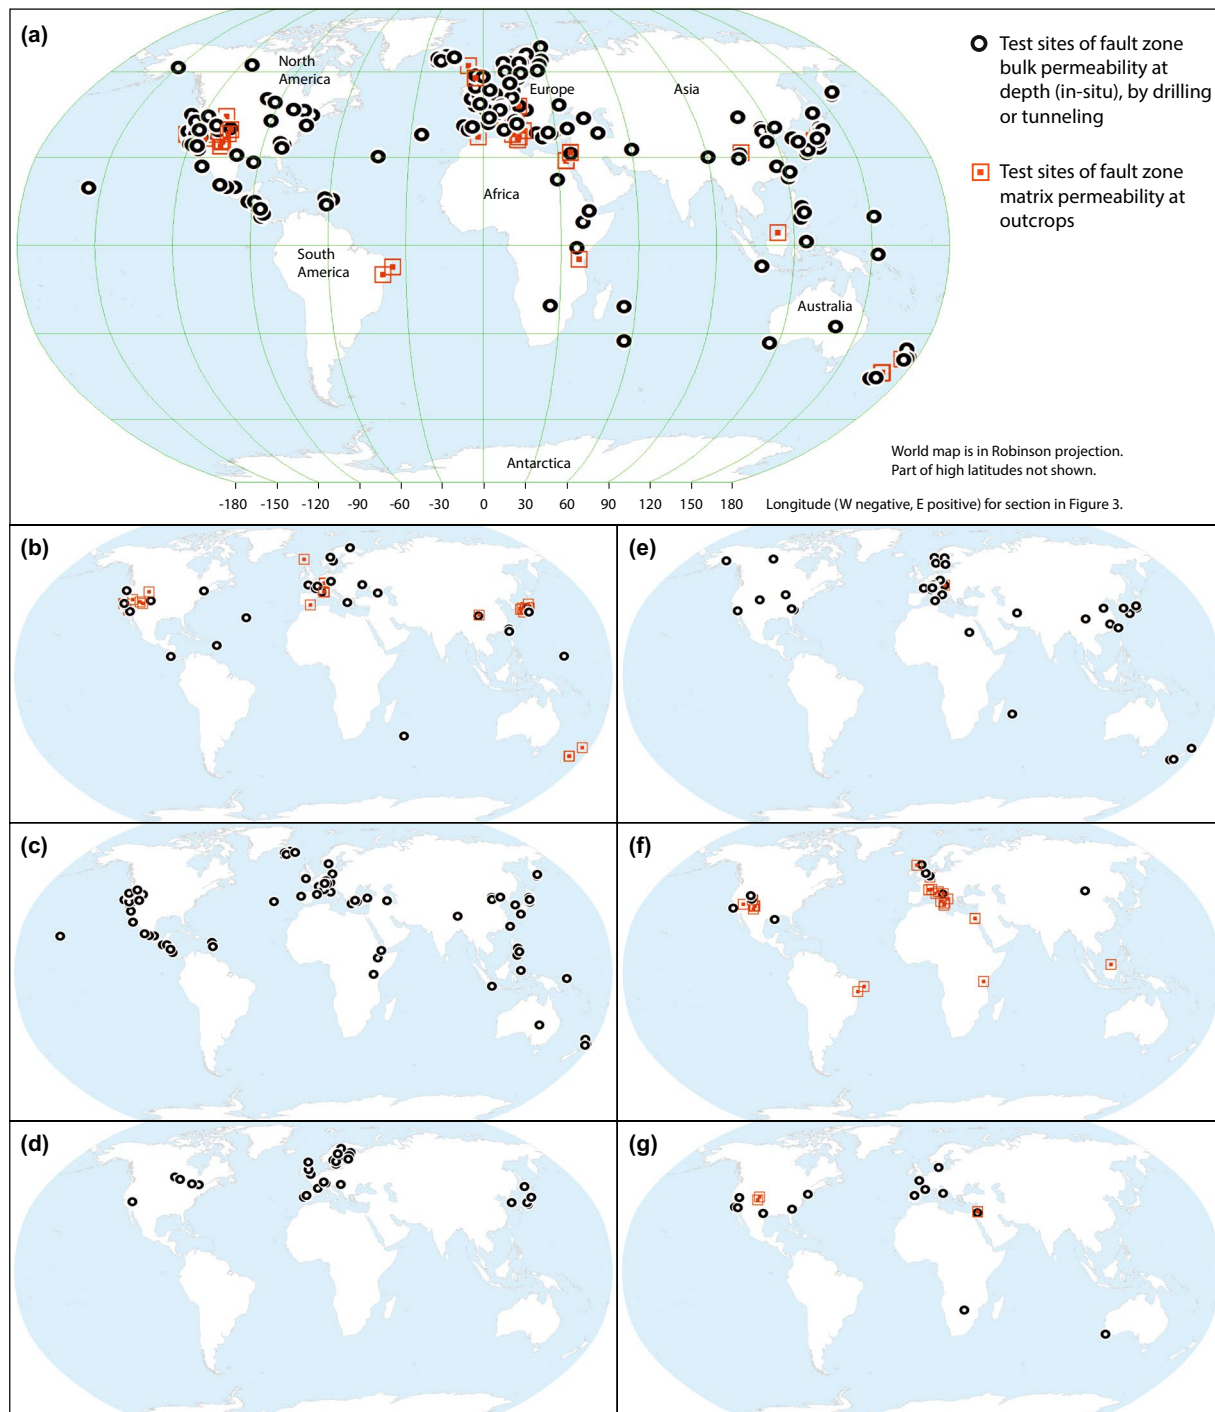 (a)
North
America
Europe
Asia
Africa
South
America
Australia
Antarctica
Test sites of fault zone
bulk permeability at
depth (in-situ), by drilling
or tunneling
Test sites of fault zone
matrix permeability at
outcrops
World map is in Robinson projection.
Part of high latitudes not shown.
-180 -150 -120 -90 -60 -30 0 30 60 90 120 150 180 Longitude (W negative, E positive) for section in Figure 3.
(b)
(e)
(c)
(f)
(d)
(g)